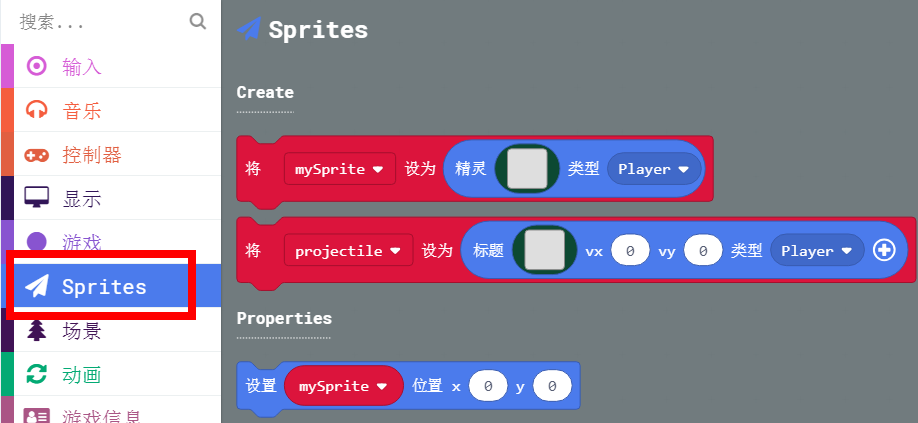 搜索...
输入
音乐
控制器
显示
游戏
Sprites
场景
动画
游戏信息
Sprites
Create
将 mySprite 设为 精灵 类型 Player
将 projectile 设为 标题 vx 0 vy 0 类型 Player
Properties
设置 mySprite 位置 x 0 y 0